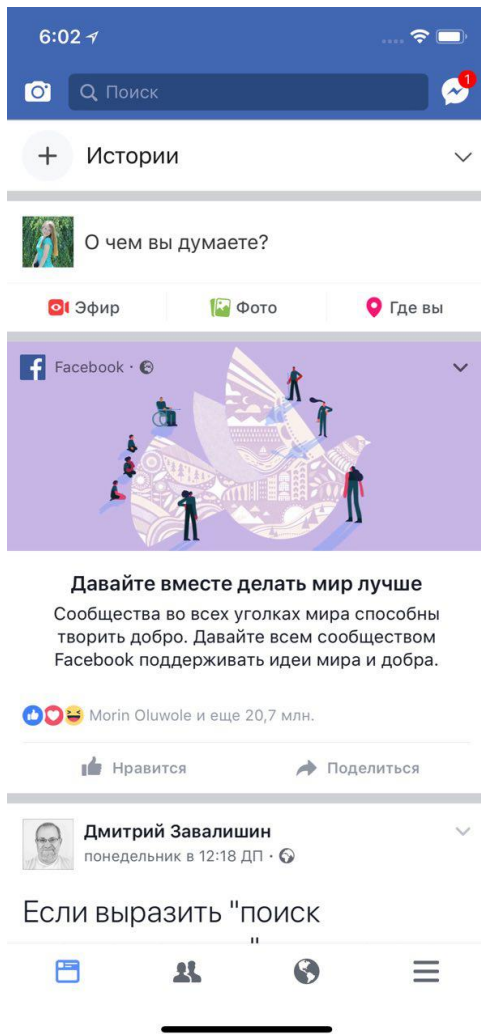 6:02
Поиск
1
Истории
О чем вы думаете?
Эфир
Фото
Где вы
Facebook ·
Давайте вместе делать мир лучше
Сообщества во всех уголках мира способны
творить добро. Давайте всем сообществом
Facebook поддерживать идеи мира и добра.
Morin Oluwole и еще 20,7 млн.
Нравится
Поделиться
Дмитрий Завалишин
понедельник в 12:18 ДП ·
Если выразить "поиск
"